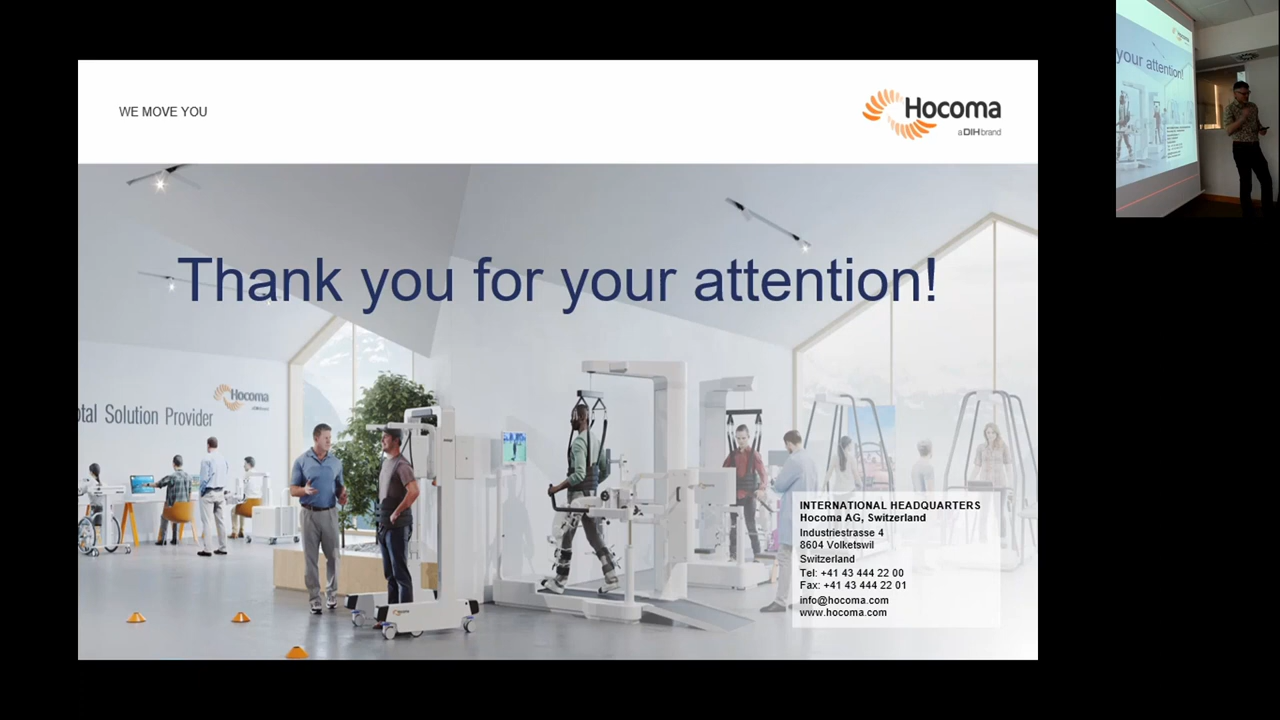 WE MOVE YOU
Hocoma
a DIH brand
Thank you for your attention!
Hocoma
otal Solution Provider
INTERNATIONAL HEADQUARTERS
Hocoma AG, Switzerland
Industriestrasse 4
8604 Volketswil
Switzerland
Tel: +41 43 444 22 00
Fax: +41 43 444 22 01
info@hocoma.com
www.hocoma.com
your attention!